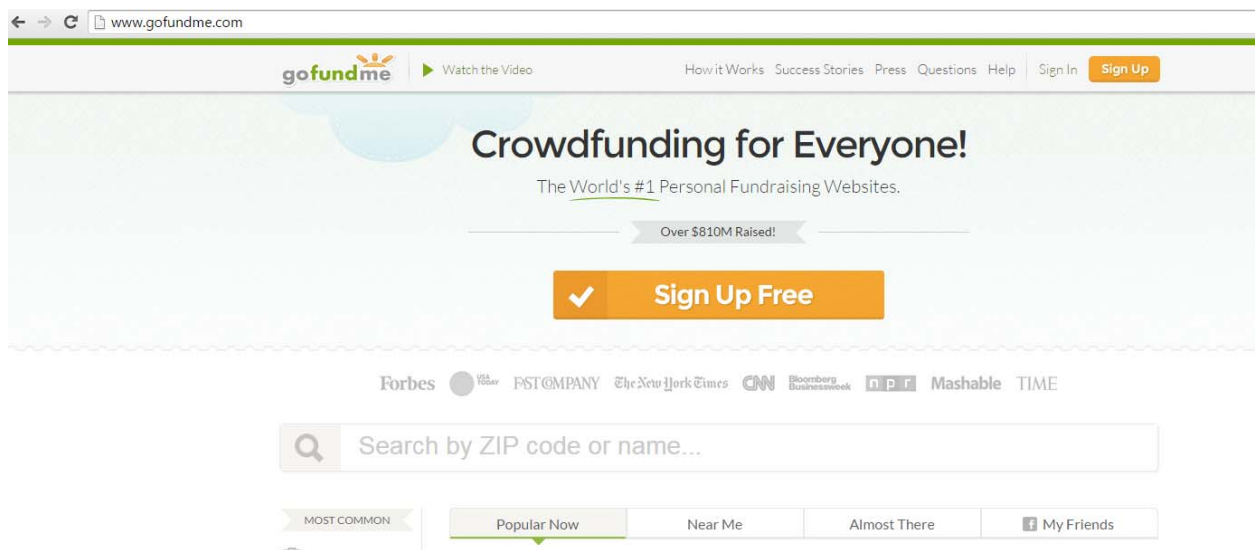 www.gofundme.com
gofundme Watch the Video How it Works Success Stories Press Questions Help Sign In Sign Up
Crowdfunding for Everyone!
The World's #1 Personal Fundraising Websites.
Over $810M Raised!
Sign Up Free
Forbes USA TODAY FAST COMPANY The New York Times CNN Bloomberg Businessweek npr Mashable TIME
Search by ZIP code or name...
MOST COMMON Popular Now Near Me Almost There f My Friends